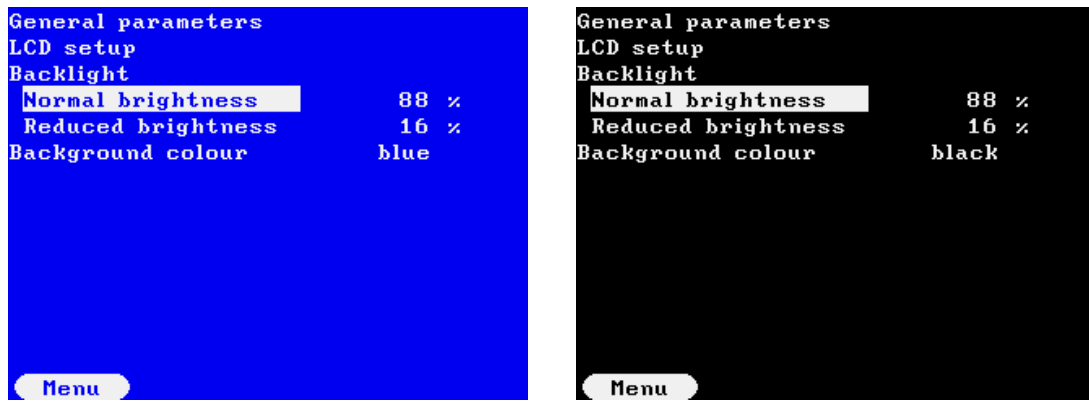 General parameters
LCD setup
Backlight
Normal brightness 88 %
Reduced brightness 16 %
Background colour blue
Menu
General parameters
LCD setup
Backlight
Normal brightness 88 %
Reduced brightness 16 %
Background colour black
Menu